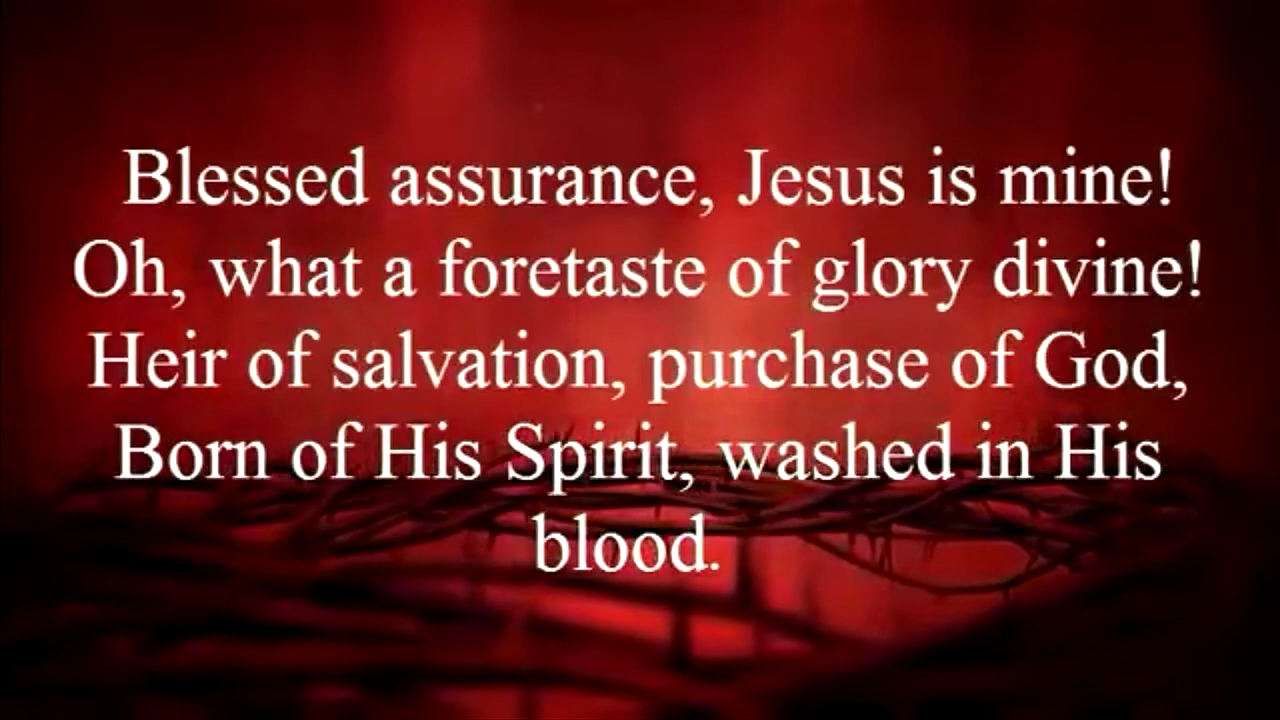 Blessed assurance, Jesus is mine!
Oh, what a foretaste of glory divine!
Heir of salvation, purchase of God,
Born of His Spirit, washed in His
blood.